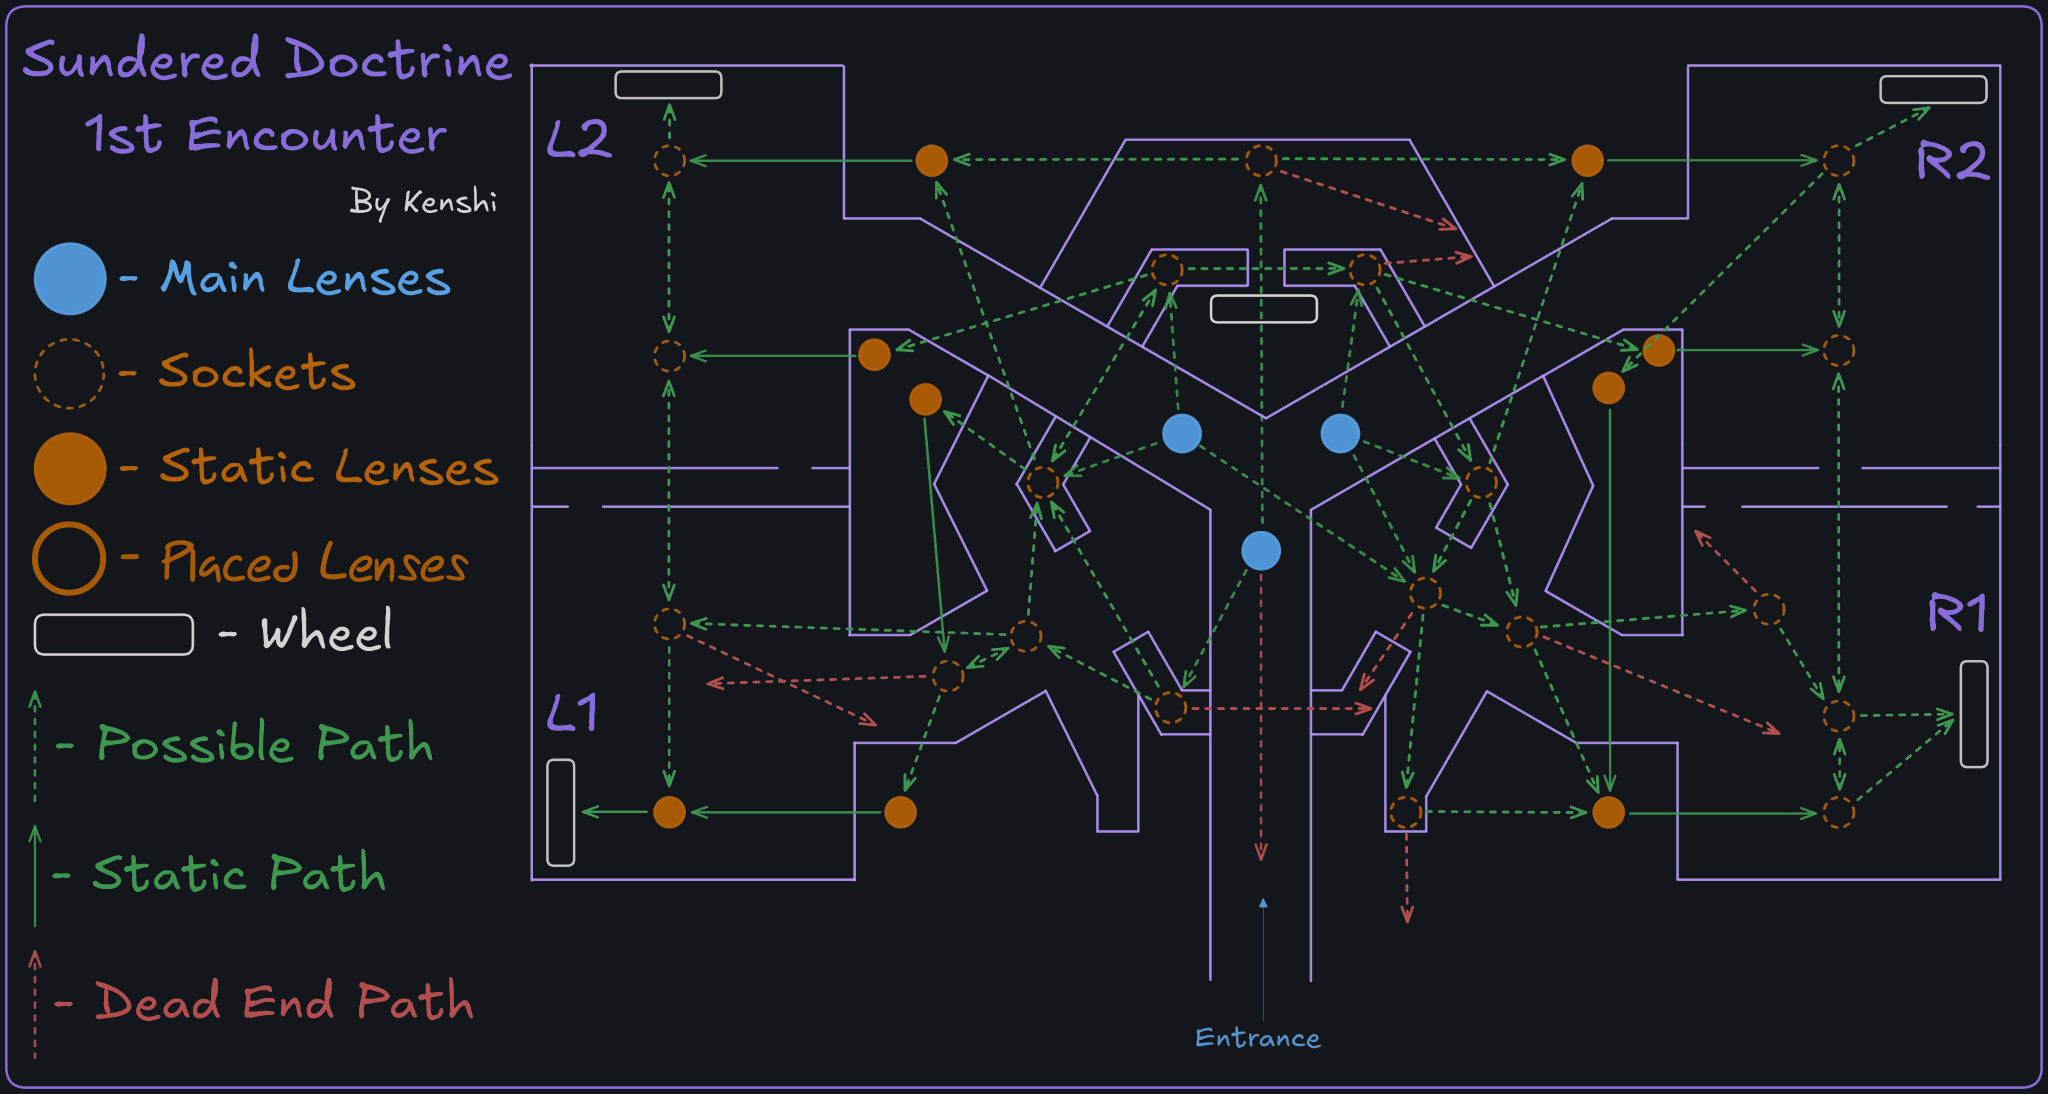 Sundered Doctrine
1st Encounter
By Kenshi
- Main Lenses
- Sockets
- Static Lenses
- Placed Lenses
- Wheel
- Possible Path
- Static Path
- Dead End Path
L2
R2
L1
R1
Entrance